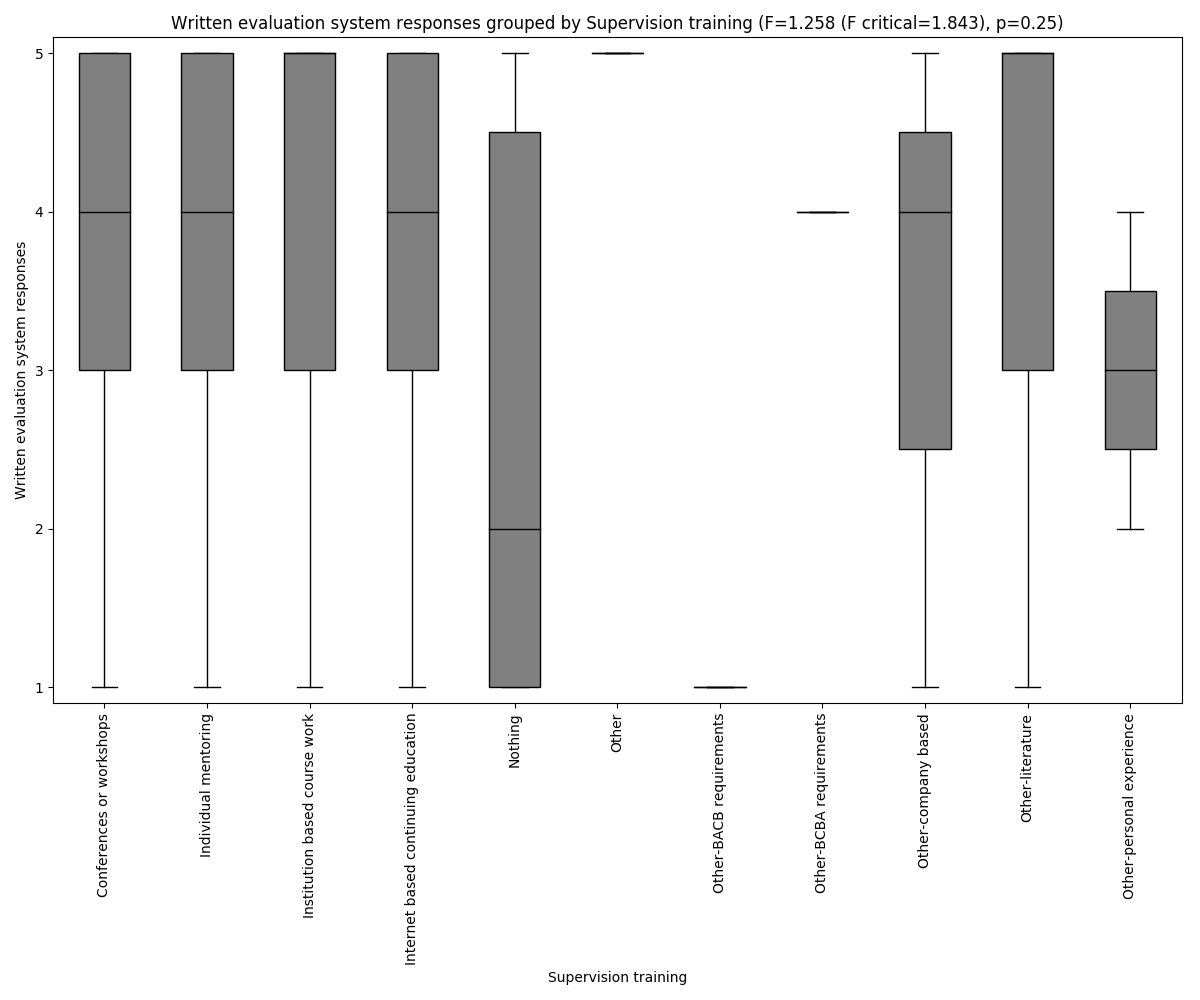 Written evaluation system responses grouped by Supervision training (F=1.258 (F critical=1.843), p=0.25)
Written evaluation system responses
5
4
3
2
1
Conferences or workshops
Individual mentoring
Institution based course work
Internet based continuing education
Nothing
Other
Other-BACB requirements
Other-BCBA requirements
Other-company based
Other-literature
Other-personal experience
Supervision training